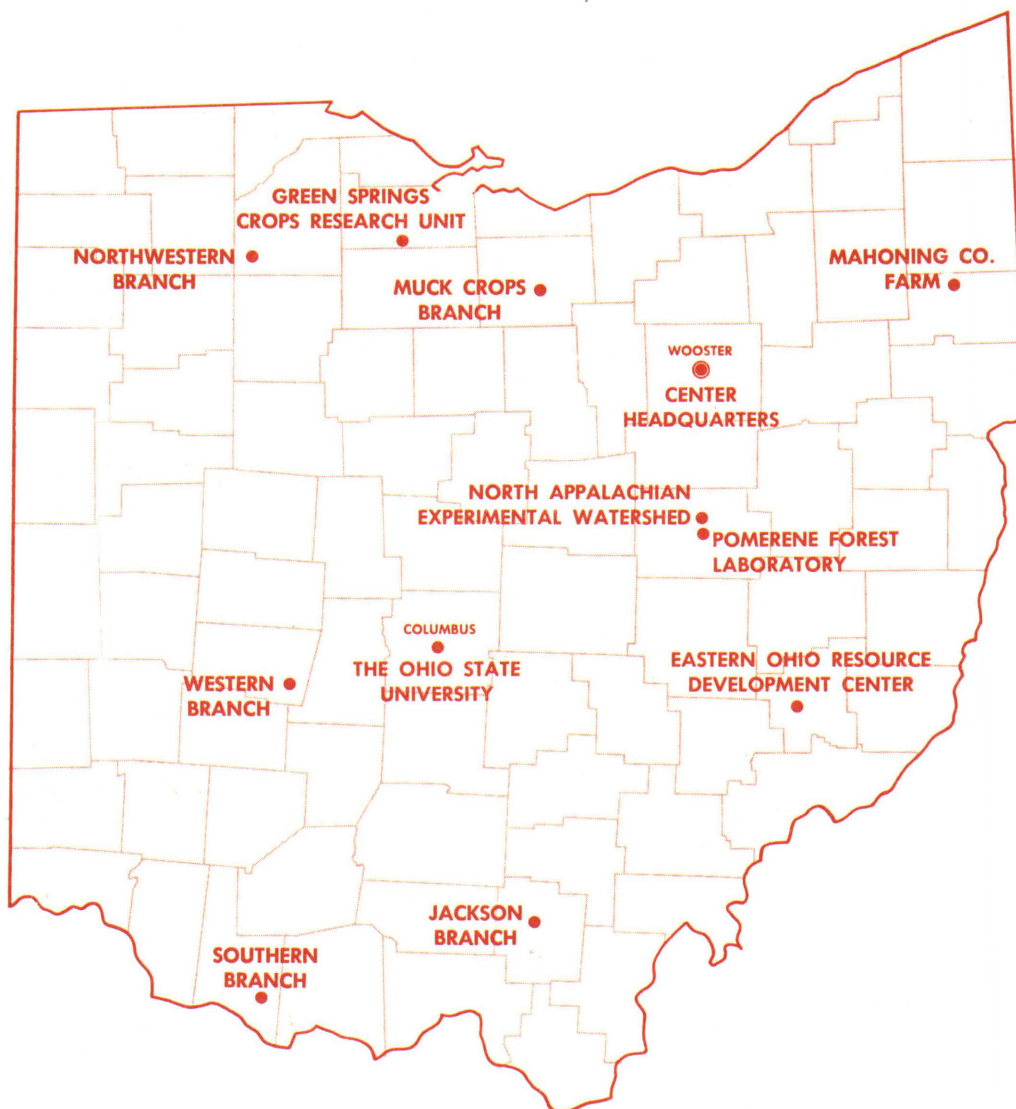 GREEN SPRINGS
CROPS RESEARCH UNIT
NORTHWESTERN
BRANCH
MUCK CROPS
BRANCH
MAHONING CO.
FARM
WOOSTER
CENTER
HEADQUARTERS
NORTH APPALACHIAN
EXPERIMENTAL WATERSHED
POMERENE FOREST
LABORATORY
COLUMBUS
THE OHIO STATE
UNIVERSITY
WESTERN
BRANCH
EASTERN OHIO RESOURCE
DEVELOPMENT CENTER
JACKSON
BRANCH
SOUTHERN
BRANCH